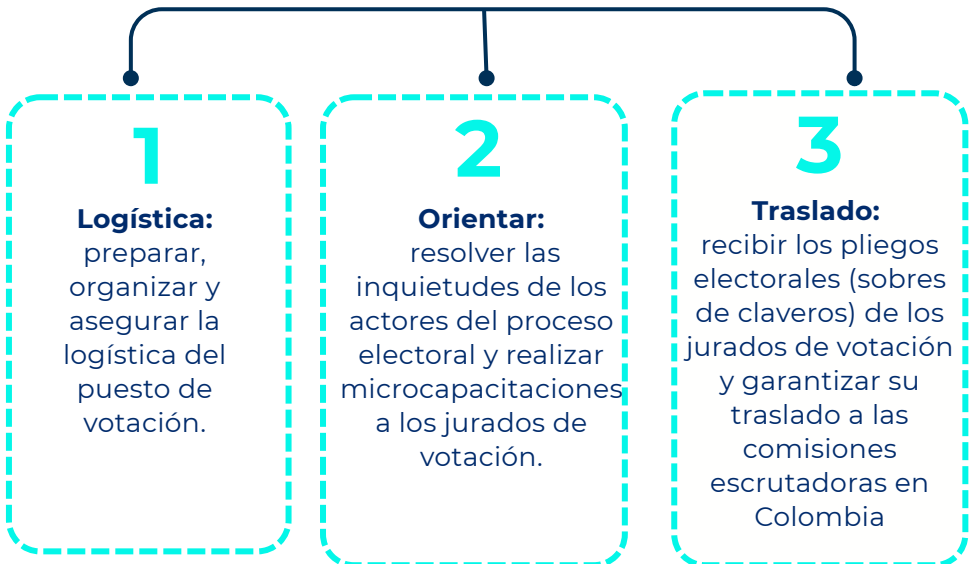 1
Logística:
preparar,
organizar y
asegurar la
logística del
puesto de
votación.
2
Orientar:
resolver las
inquietudes de los
actores del proceso
electoral y realizar
microcapacitaciones
a los jurados de
votación.
3
Traslado:
recibir los pliegos
electorales (sobres
de claveros) de los
jurados de votación
y garantizar su
traslado a las
comisiones
escrutadoras en
Colombia